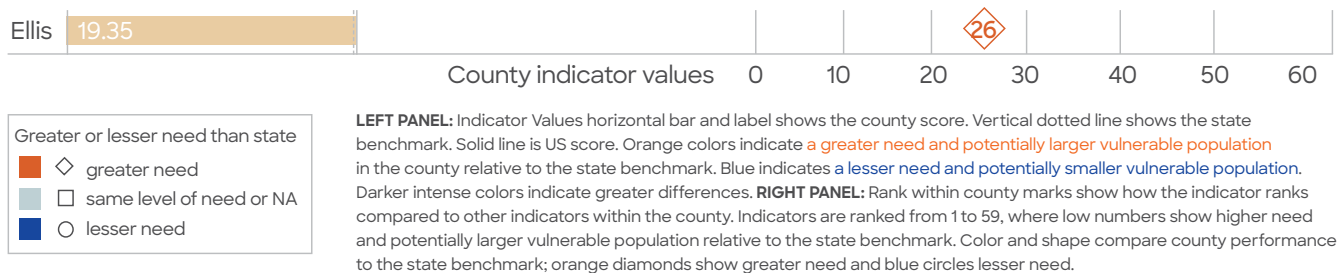 Ellis 19.35 26
County indicator values 0 10 20 30 40 50 60
Greater or lesser need than state
greater need
same level of need or NA
lesser need
LEFT PANEL: Indicator Values horizontal bar and label shows the county score. Vertical dotted line shows the state
benchmark. Solid line is US score. Orange colors indicate a greater need and potentially larger vulnerable population
in the county relative to the state benchmark. Blue indicates a lesser need and potentially smaller vulnerable population.
Darker intense colors indicate greater differences. RIGHT PANEL: Rank within county marks show how the indicator ranks
compared to other indicators within the county. Indicators are ranked from 1 to 59, where low numbers show higher need
and potentially larger vulnerable population relative to the state benchmark. Color and shape compare county performance
to the state benchmark; orange diamonds show greater need and blue circles lesser need.